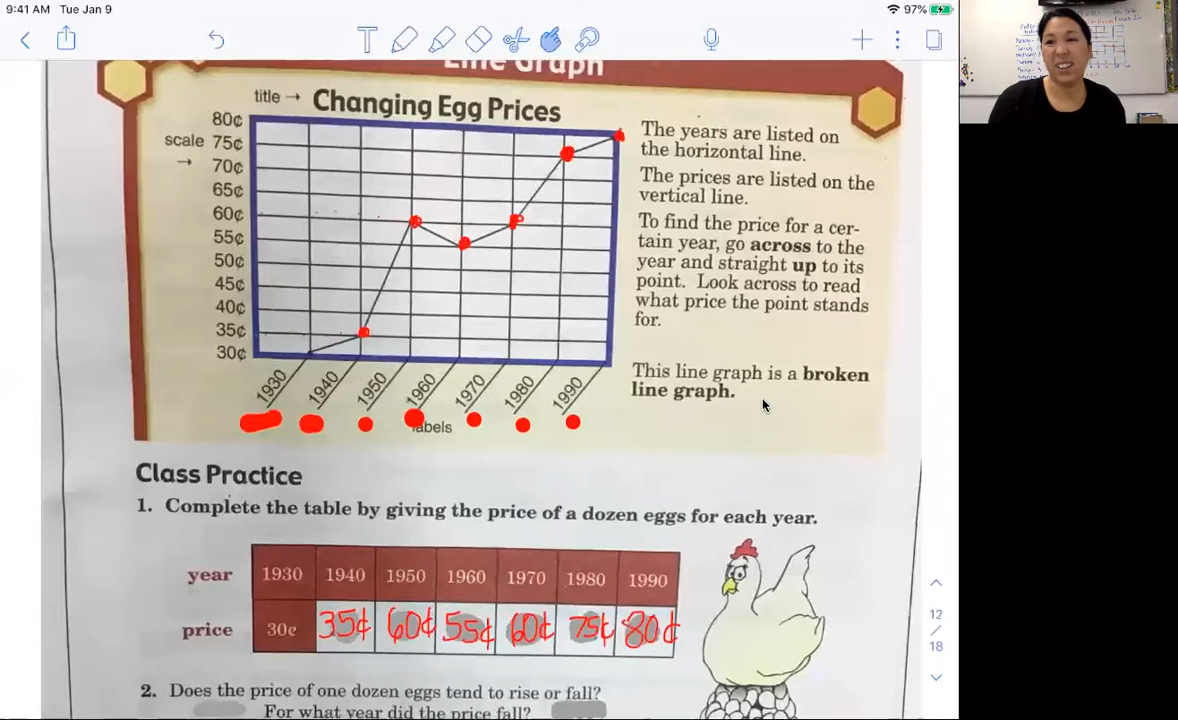 9:41 AM Tue Jan 9
97%
Line Graph
title → Changing Egg Prices
80¢
scale 75¢
→ 70¢
65¢
60¢
55¢
50¢
45¢
40¢
35¢
30¢
1930 1940 1950 1960 1970 1980 1990
labels
The years are listed on
the horizontal line.
The prices are listed on the
vertical line.
To find the price for a cer-
tain year, go across to the
year and straight up to its
point. Look across to read
what price the point stands
for.
This line graph is a broken
line graph.
Class Practice
1. Complete the table by giving the price of a dozen eggs for each year.
year 1930 1940 1950 1960 1970 1980 1990
price 30¢ 35¢ 60¢ 55¢ 60¢ 75¢ 80¢
12
/
18
2. Does the price of one dozen eggs tend to rise or fall?
For what year did the price fall?